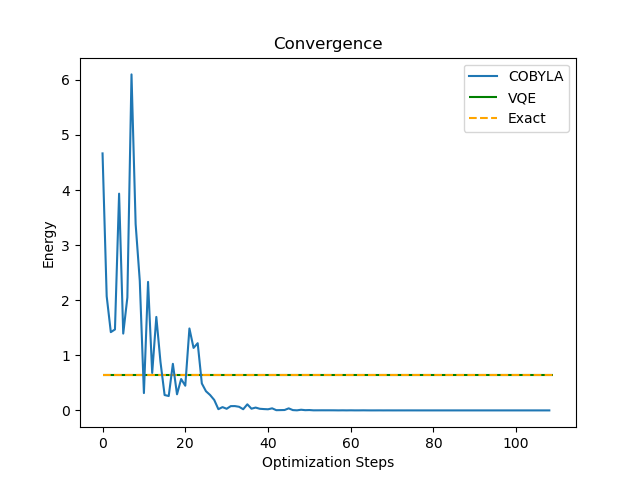 Convergence
COBYLA
VQE
Exact
Energy
6
5
4
3
2
1
0
0 20 40 60 80 100
Optimization Steps